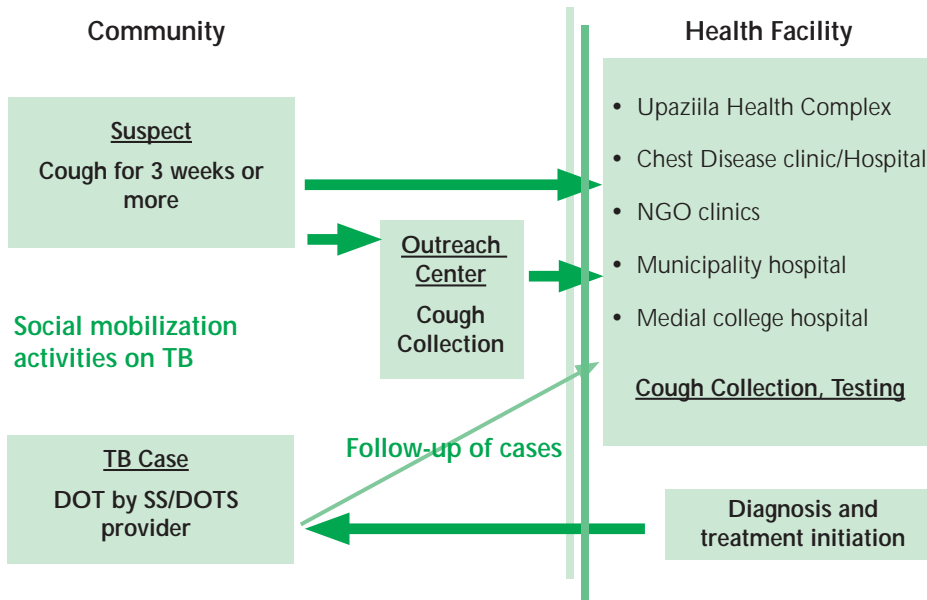 Community
Suspect
Cough for 3 weeks or
more
Outreach
Center
Cough
Collection
Social mobilization
activities on TB
Follow-up of cases
TB Case
DOT by SS/DOTS
provider
Health Facility
• Upaziila Health Complex
• Chest Disease clinic/Hospital
• NGO clinics
• Municipality hospital
• Medial college hospital
Cough Collection, Testing
Diagnosis and
treatment initiation